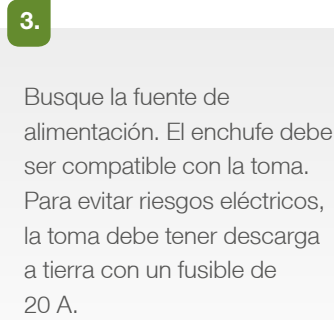 3.
Busque la fuente de
alimentación. El enchufe debe
ser compatible con la toma.
Para evitar riesgos eléctricos,
la toma debe tener descarga
a tierra con un fusible de
20 A.